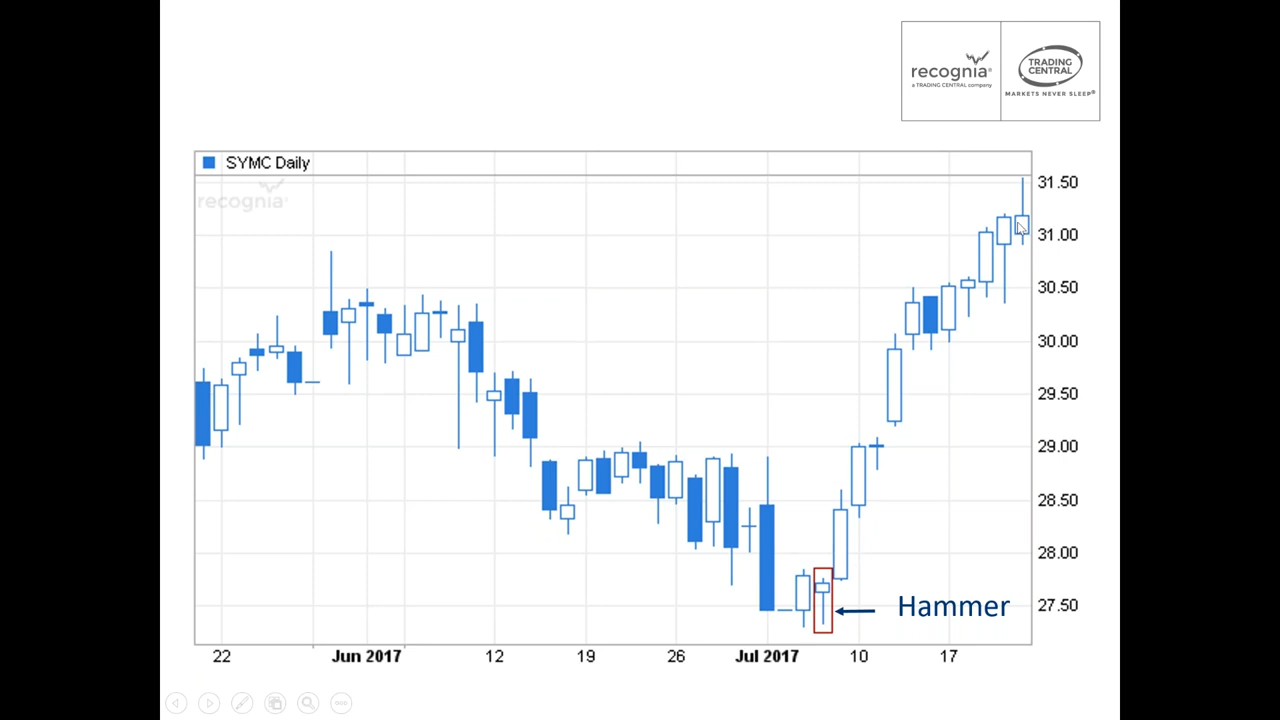 recognia®
a TRADING CENTRAL company
TRADING
CENTRAL
MARKETS NEVER SLEEP®
SYMC Daily
recognia®
31.50
31.00
30.50
30.00
29.50
29.00
28.50
28.00
27.50
Hammer
22 Jun 2017 12 19 26 Jul 2017 10 17